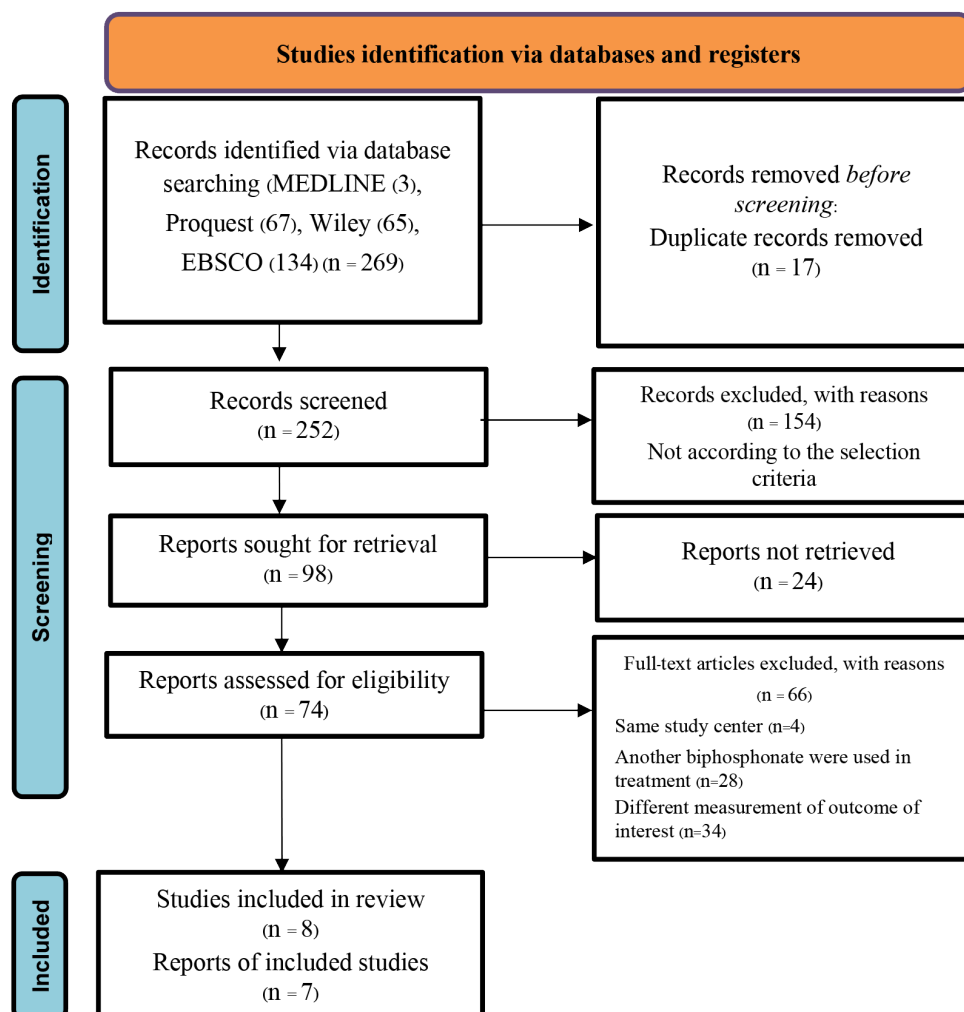 Studies identification via databases and registers
Identification
Records identified via database
searching (MEDLINE (3),
Proquest (67), Wiley (65),
EBSCO (134) (n = 269)
Records removed before
screening:
Duplicate records removed
(n = 17)
Screening
Records screened
(n = 252)
Records excluded, with reasons
(n = 154)
Not according to the selection
criteria
Reports sought for retrieval
(n = 98)
Reports not retrieved
(n = 24)
Reports assessed for eligibility
(n = 74)
Full-text articles excluded, with reasons
(n = 66)
Same study center (n=4)
Another biphosphonate were used in
treatment (n=28)
Different measurement of outcome of
interest (n=34)
Included
Studies included in review
(n = 8)
Reports of included studies
(n = 7)